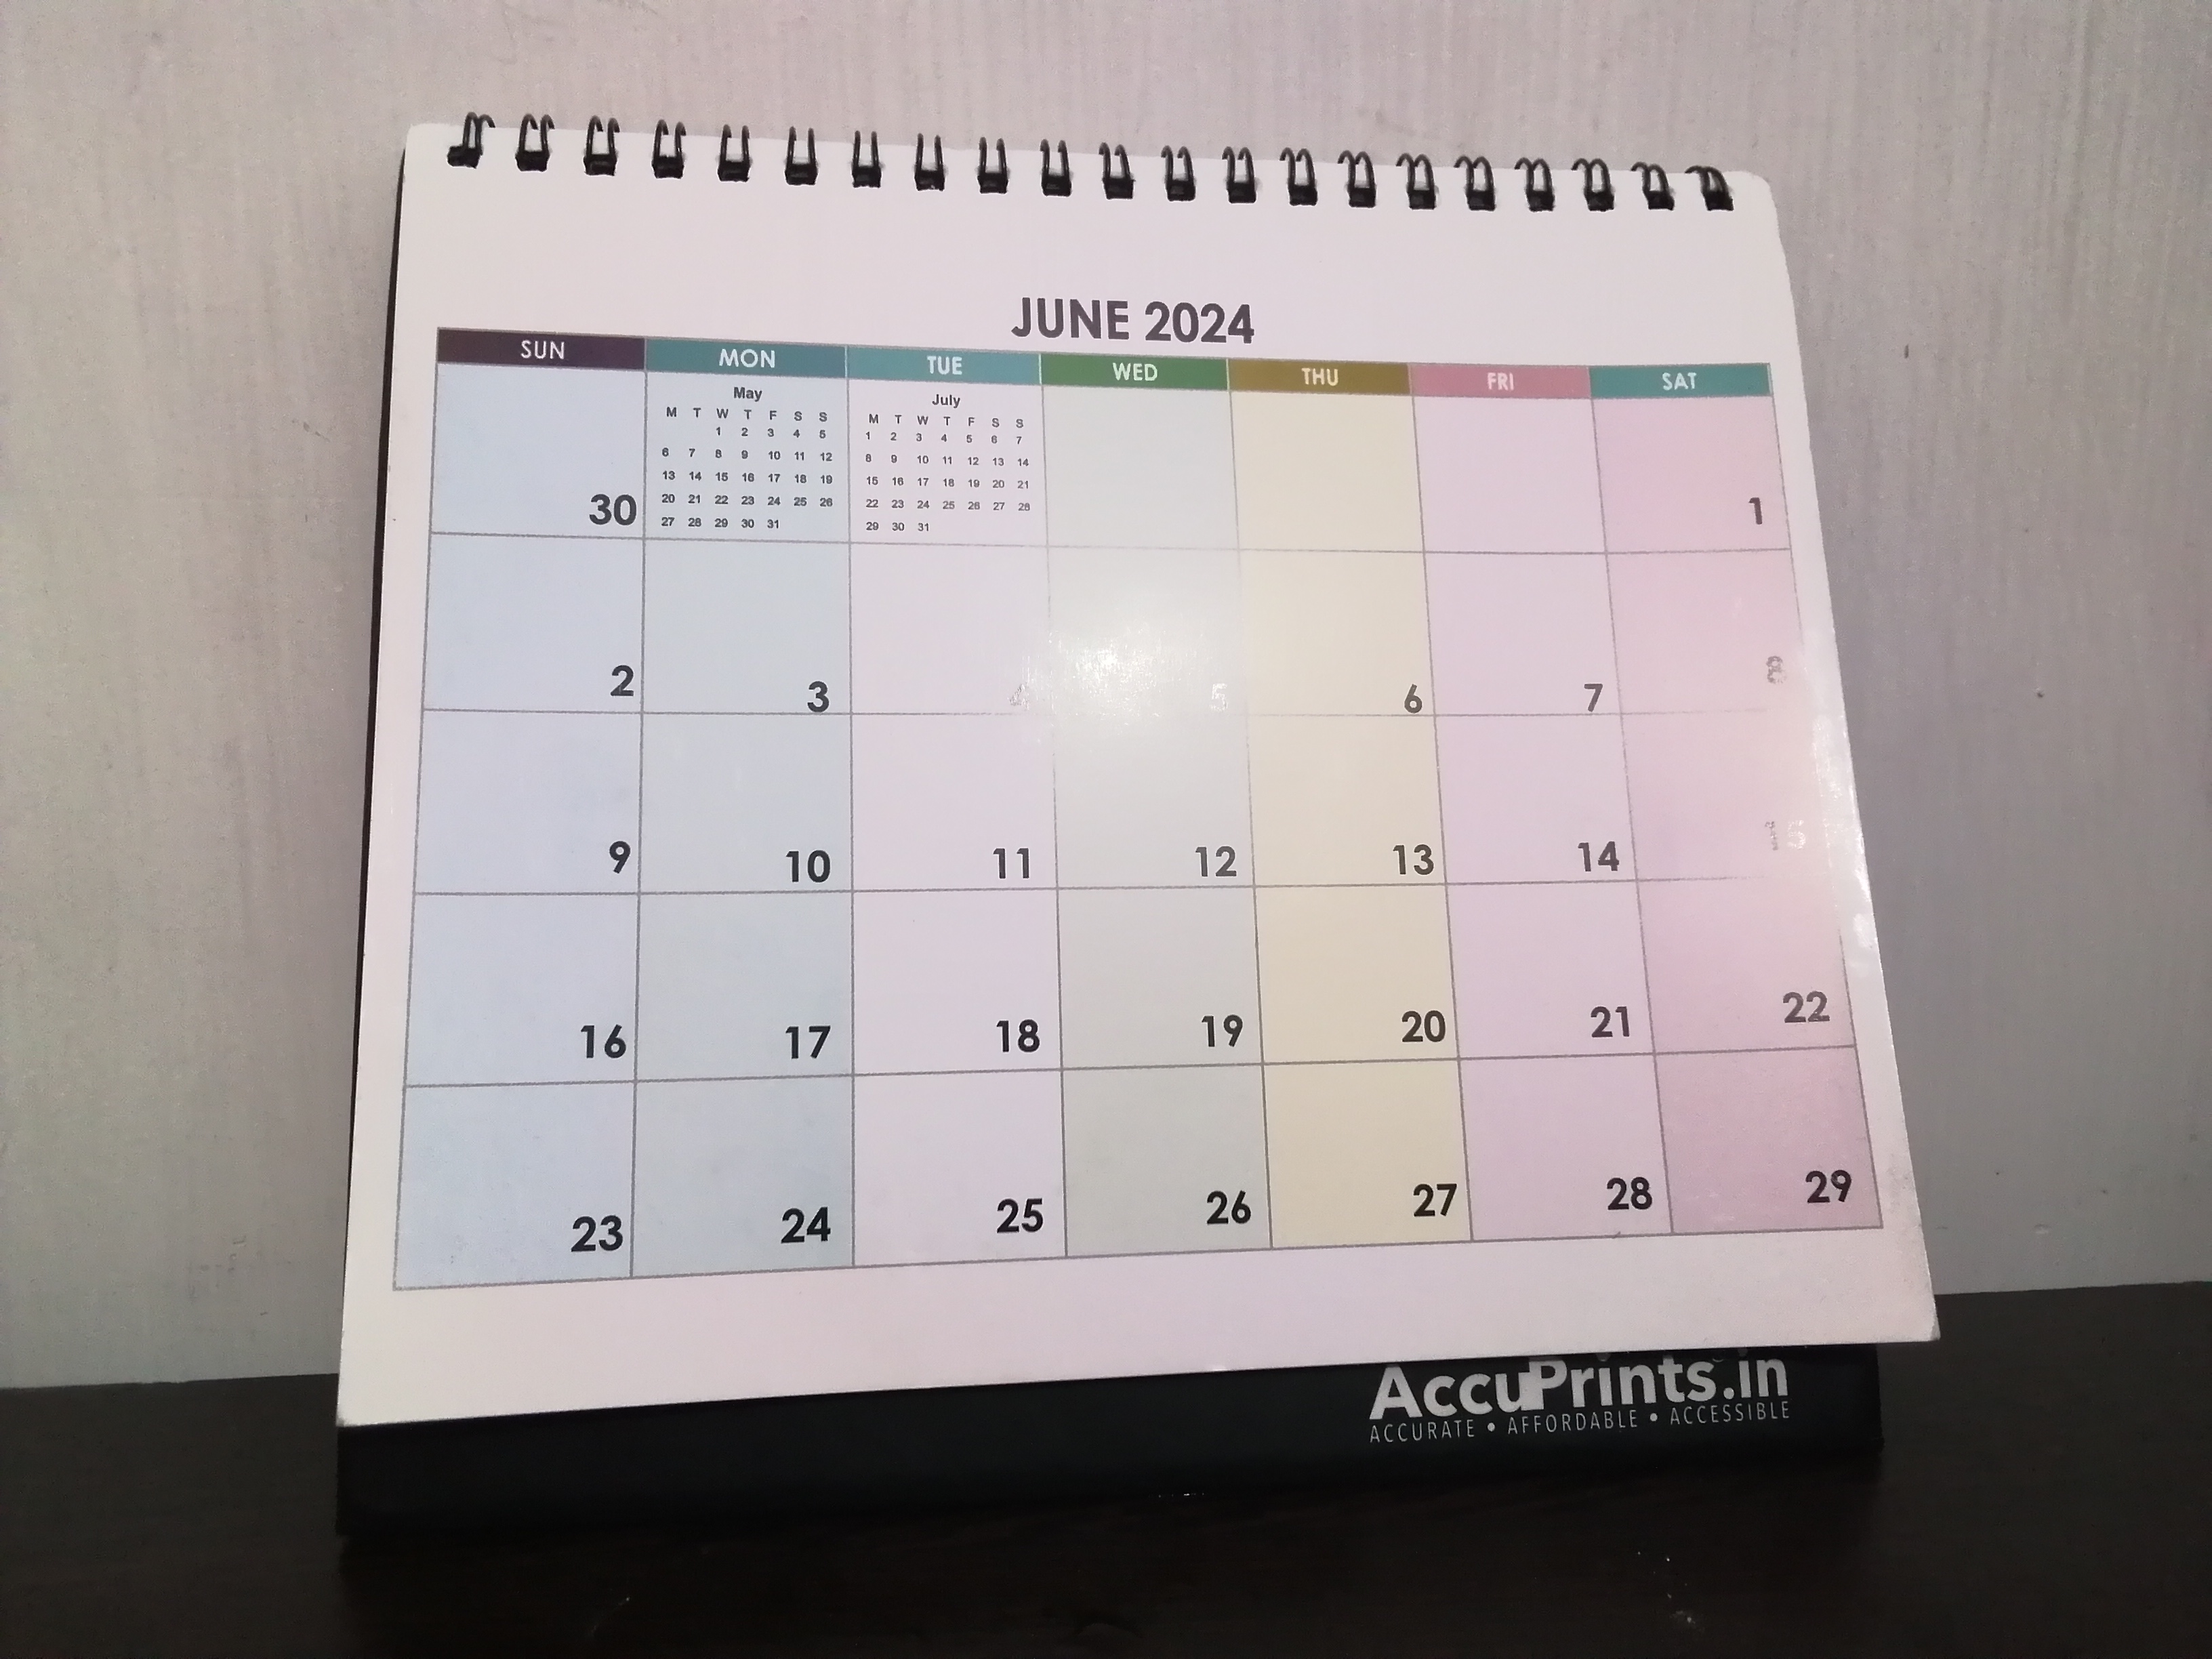 JUNE 2024
SUN MON TUE WED THU FRI SAT
May
M T W T F S S
1 2 3 4 5
6 7 8 9 10 11 12
13 14 15 16 17 18 19
20 21 22 23 24 25 26
27 28 29 30 31
July
M T W T F S S
1 2 3 4 5 6 7
8 9 10 11 12 13 14
15 16 17 18 19 20 21
22 23 24 25 26 27 28
29 30 31
30 1
2 3 4 5 6 7 8
9 10 11 12 13 14 15
16 17 18 19 20 21 22
23 24 25 26 27 28 29
AccuPrints.in
ACCURATE • AFFORDABLE • ACCESSIBLE